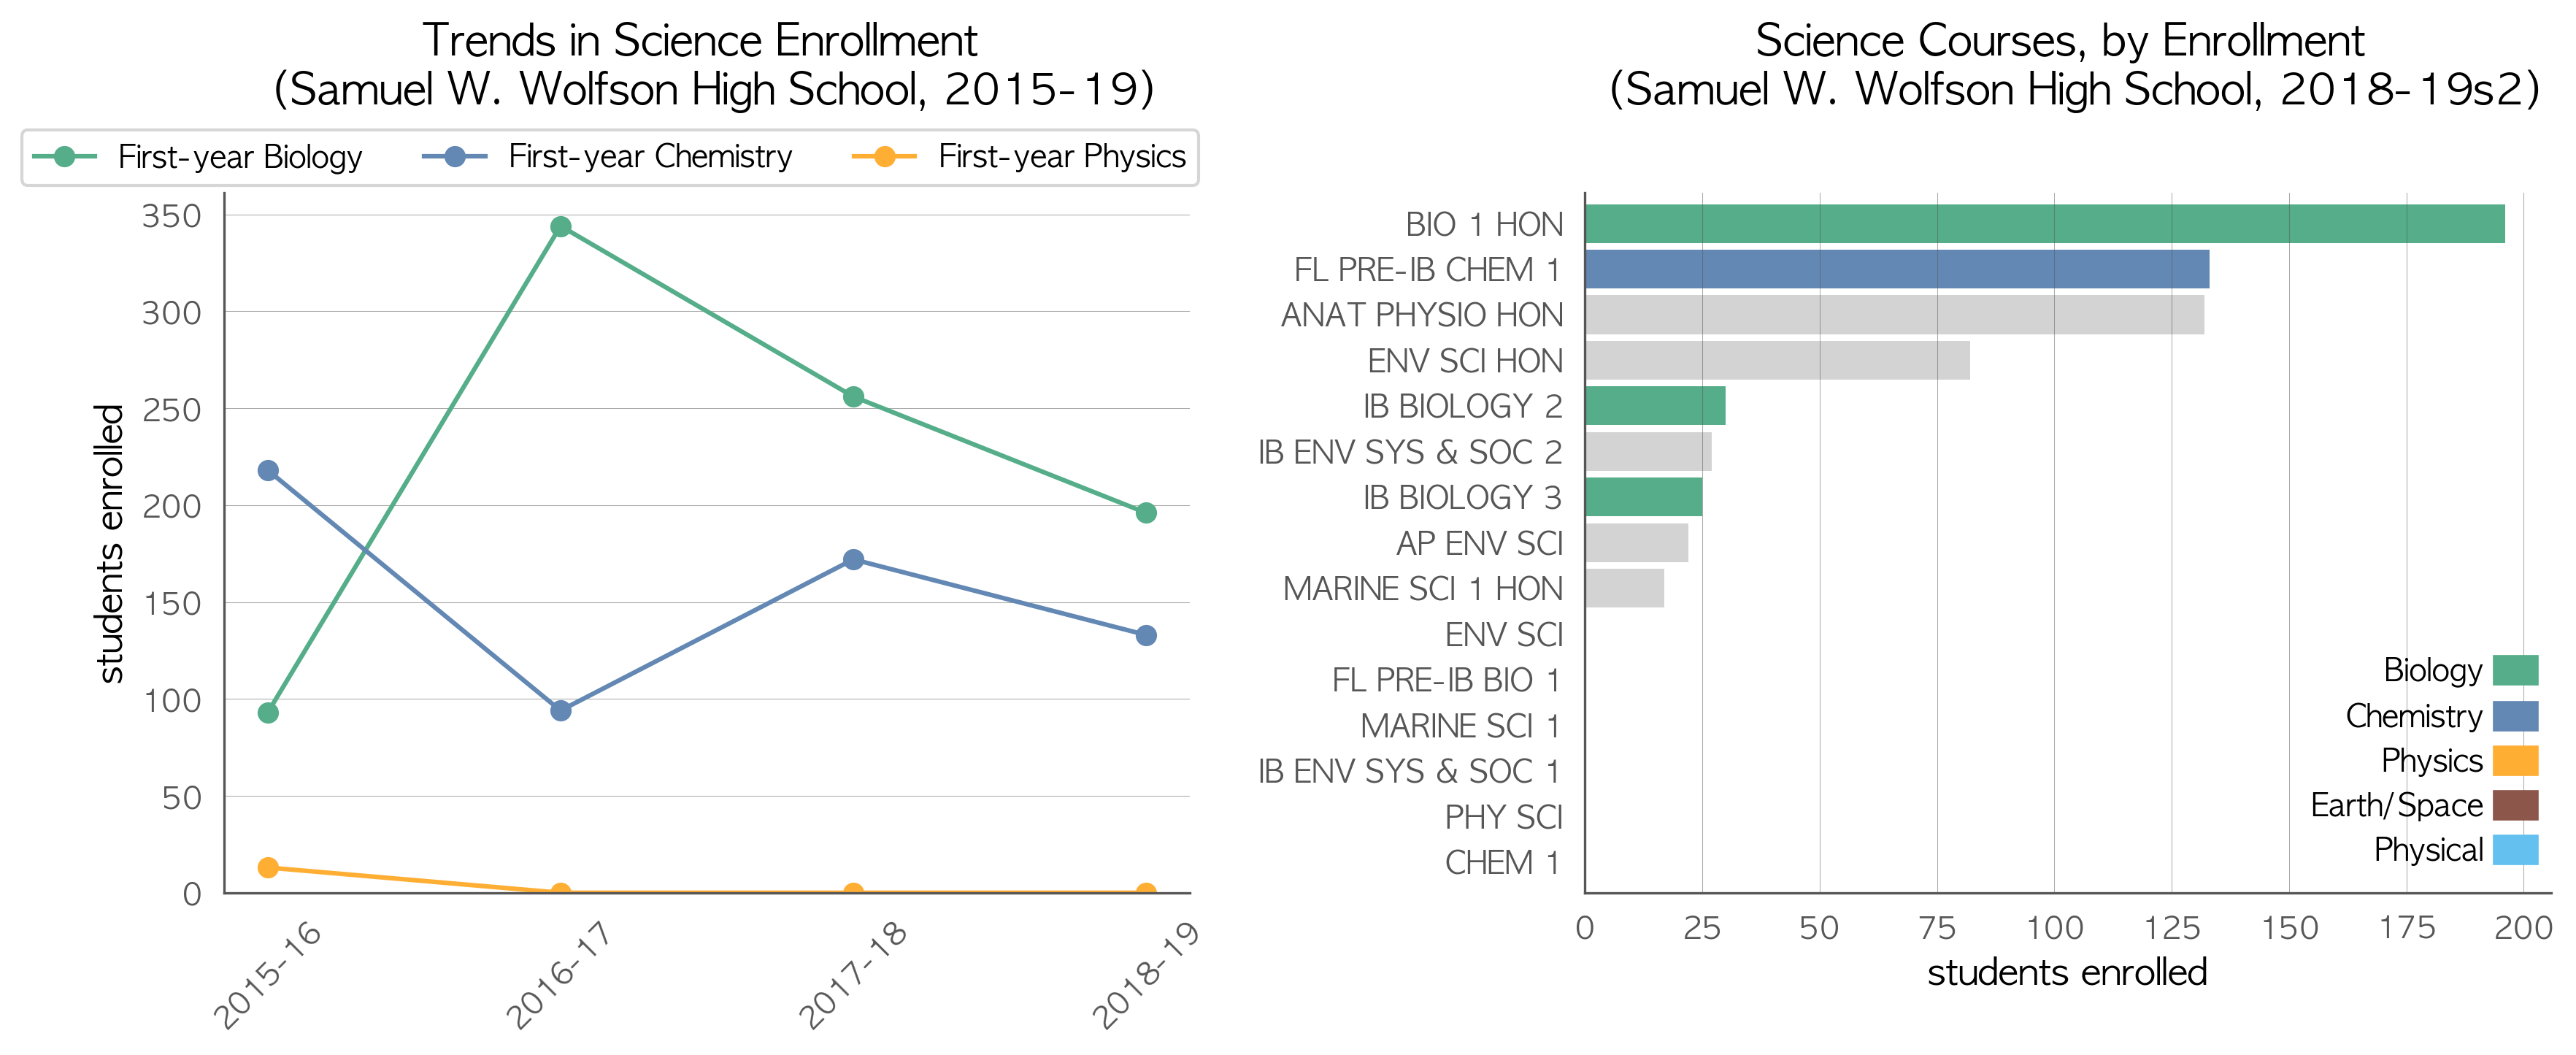 Trends in Science Enrollment
(Samuel W. Wolfson High School, 2015-19)
First-year Biology
First-year Chemistry
First-year Physics
350
300
250
200
150
100
50
0
students enrolled
2015-16
2016-17
2017-18
2018-19
Science Courses, by Enrollment
(Samuel W. Wolfson High School, 2018-19s2)
BIO 1 HON
FL PRE-IB CHEM 1
ANAT PHYSIO HON
ENV SCI HON
IB BIOLOGY 2
IB ENV SYS & SOC 2
IB BIOLOGY 3
AP ENV SCI
MARINE SCI 1 HON
ENV SCI
FL PRE-IB BIO 1
MARINE SCI 1
IB ENV SYS & SOC 1
PHY SCI
CHEM 1
Biology
Chemistry
Physics
Earth/Space
Physical
0 25 50 75 100 125 150 175 200
students enrolled